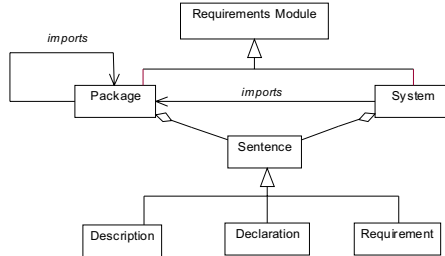 Requirements Module
imports
Package
imports
System
Sentence
Description
Declaration
Requirement